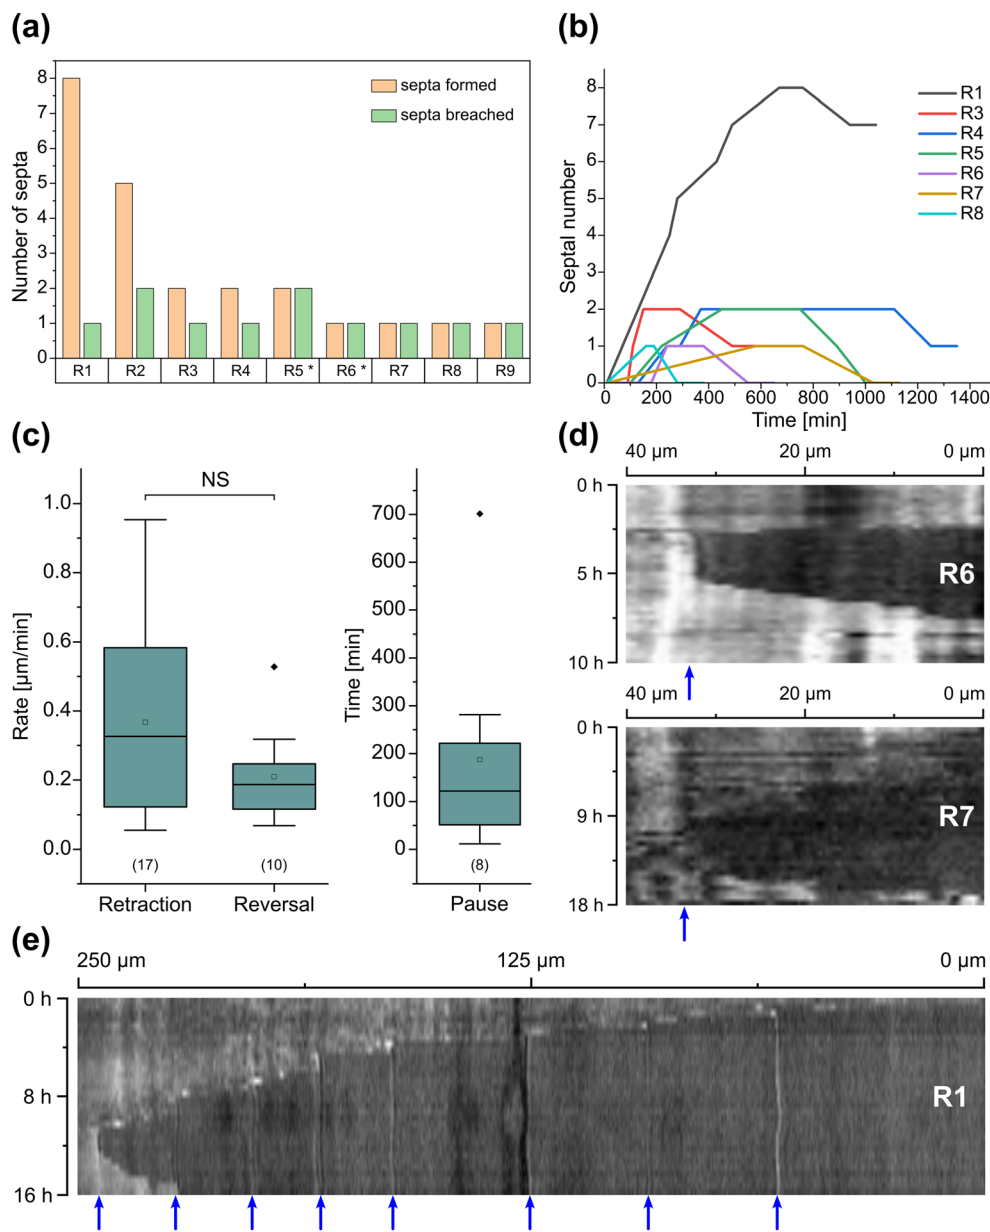 (a)
Number of septa
8
7
6
5
4
3
2
1
0
septa formed
septa breached
R1 R2 R3 R4 R5 * R6 * R7 R8 R9
(b)
Septal number
8
7
6
5
4
3
2
1
0
0 200 400 600 800 1000 1200 1400
Time [min]
R1
R3
R4
R5
R6
R7
R8
(c)
Rate [µm/min]
1.0
0.8
0.6
0.4
0.2
0.0
NS
(17) (10)
Retraction Reversal
Time [min]
700
600
500
400
300
200
100
0
(8)
Pause
(d)
40 µm 20 µm 0 µm
0 h
5 h
10 h
R6
40 µm 20 µm 0 µm
0 h
9 h
18 h
R7
(e)
250 µm 125 µm 0 µm
0 h
8 h
16 h
R1